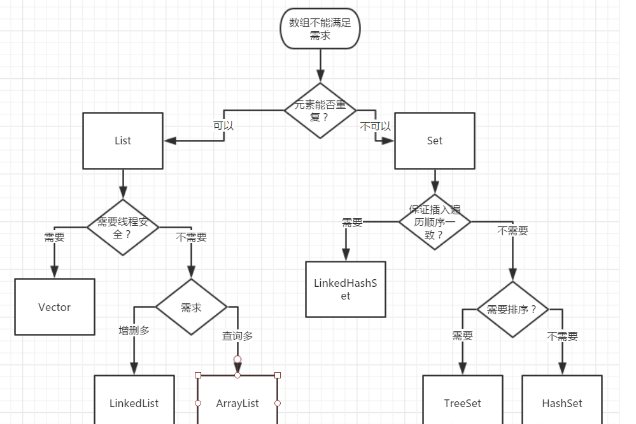 数组不能满足
需求
元素能否重
复？
可以
不可以
List
Set
需要线程安
全？
保证插入遍
历顺序一
致？
需要
不需要
需要
不需要
Vector
需求
LinkedHashS
et
需要排序？
增删多
查询多
需要
不需要
LinkedList
ArrayList
TreeSet
HashSet